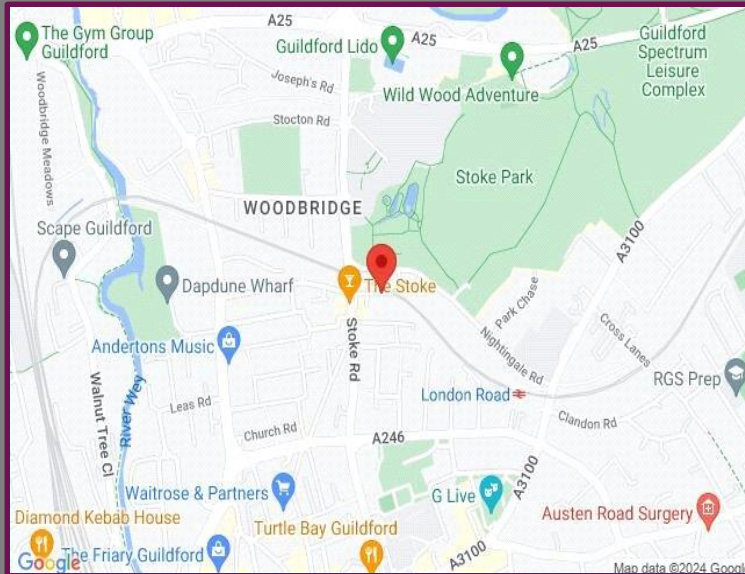 The Gym Group
Guildford
A25
Guildford Lido
A25
A25
Guildford
Spectrum
Leisure
Complex
Woodbridge Meadows
Joseph's Rd
Wild Wood Adventure
Stocton Rd
Stoke Park
WOODBRIDGE
Scape Guildford
A3100
Dapdune Wharf
The Stoke
Park Chase
Cross Lanes
Nightingale Rd
Andertons Music
Stoke Rd
RGS Prep
Walnut Tree Cl
River Wey
Leas Rd
London Road
Clandon Rd
Church Rd
A246
A3100
Waitrose & Partners
G Live
Austen Road Surgery
Diamond Kebab House
Turtle Bay Guildford
The Friary Guildford
A3100
Google
Map data ©2024 Google